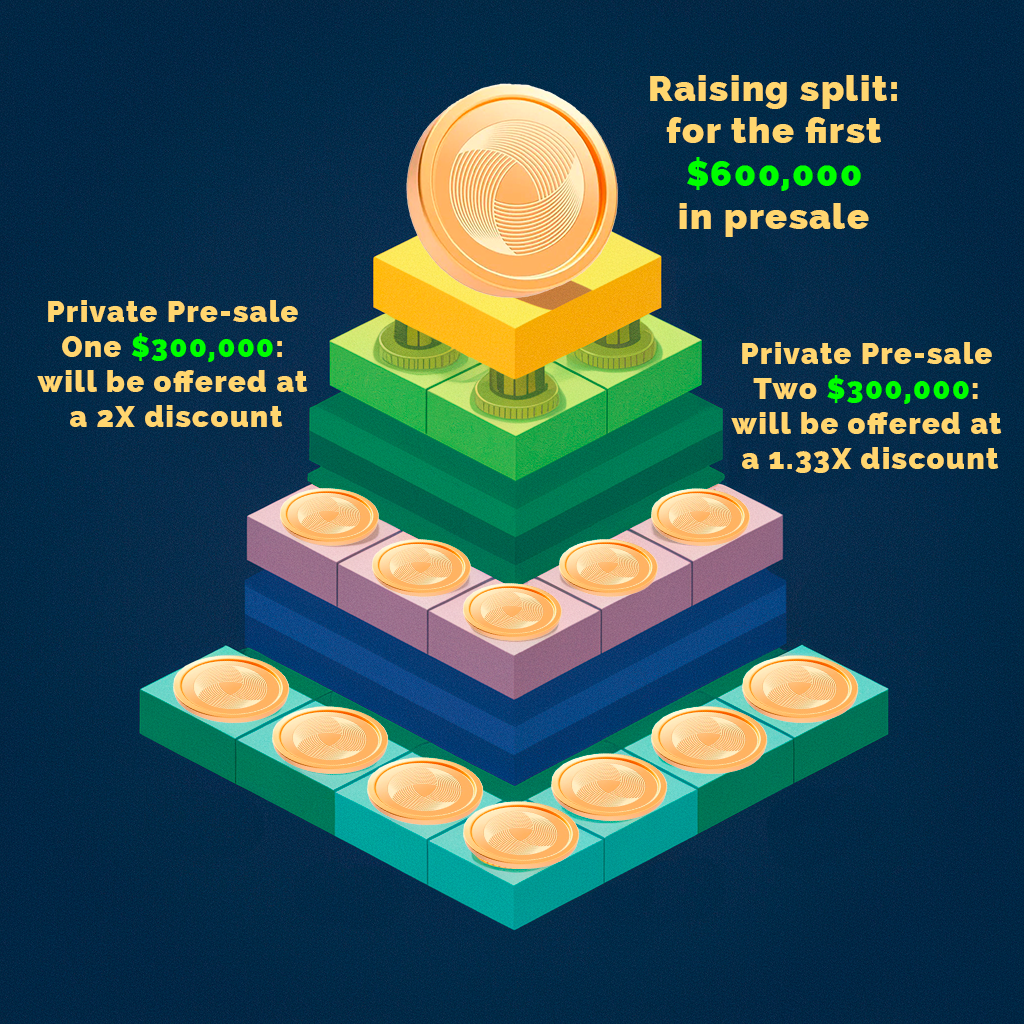 Raising split:
for the first
$600,000
in presale
Private Pre-sale
One $300,000:
will be offered at
a 2X discount
Private Pre-sale
Two $300,000:
will be offered at
a 1.33X discount